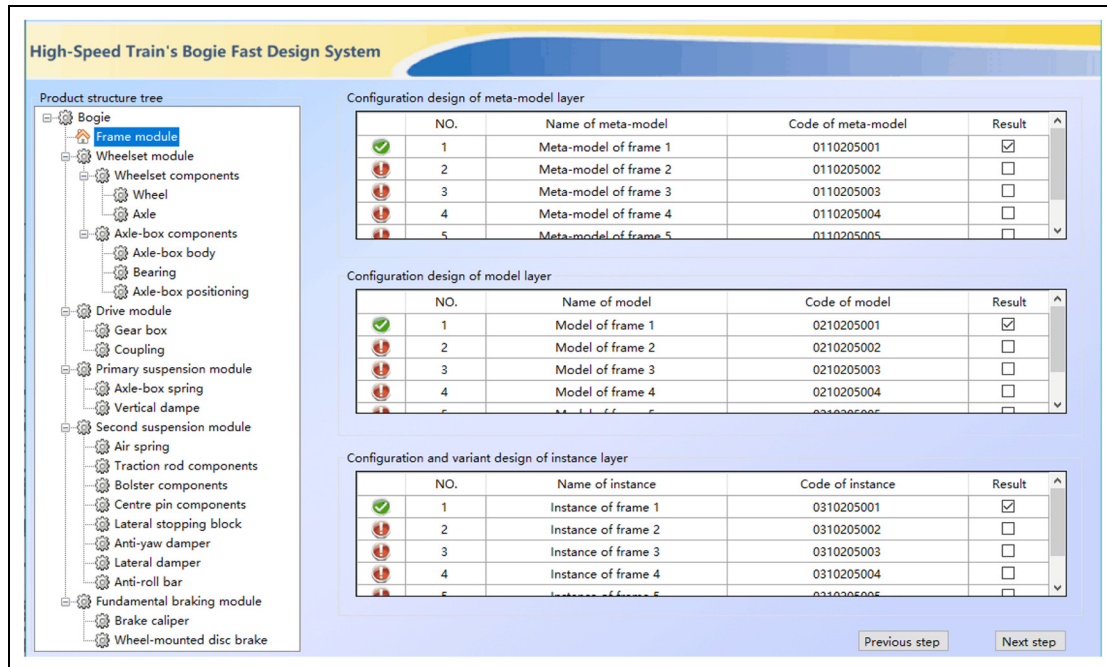 High-Speed Train's Bogie Fast Design System
Product structure tree
Bogie
Frame module
Wheelset module
Wheelset components
Wheel
Axle
Axle-box components
Axle-box body
Bearing
Axle-box positioning
Drive module
Gear box
Coupling
Primary suspension module
Axle-box spring
Vertical dampe
Second suspension module
Air spring
Traction rod components
Bolster components
Centre pin components
Lateral stopping block
Anti-yaw damper
Lateral damper
Anti-roll bar
Fundamental braking module
Brake caliper
Wheel-mounted disc brake
Configuration design of meta-model layer
NO. Name of meta-model Code of meta-model Result
1 Meta-model of frame 1 0110205001
2 Meta-model of frame 2 0110205002
3 Meta-model of frame 3 0110205003
4 Meta-model of frame 4 0110205004
5 Meta-model of frame 5 0110205005
Configuration design of model layer
NO. Name of model Code of model Result
1 Model of frame 1 0210205001
2 Model of frame 2 0210205002
3 Model of frame 3 0210205003
4 Model of frame 4 0210205004
Configuration and variant design of instance layer
NO. Name of instance Code of instance Result
1 Instance of frame 1 0310205001
2 Instance of frame 2 0310205002
3 Instance of frame 3 0310205003
4 Instance of frame 4 0310205004
Previous step Next step